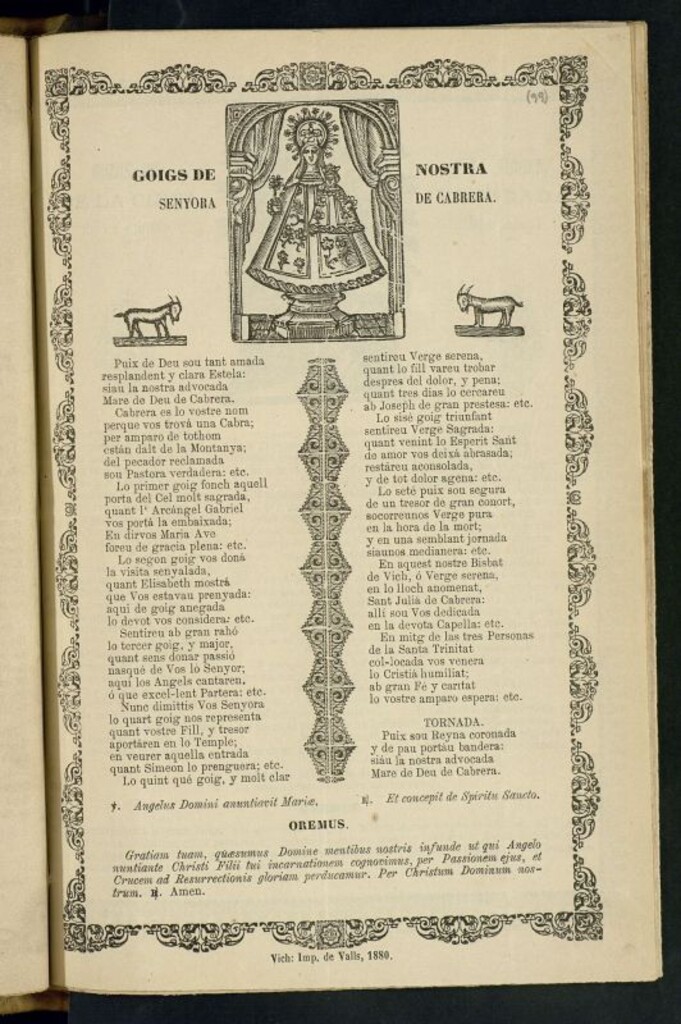 (99)
GOIGS DE NOSTRA
SENYORA DE CABRERA.
Puix de Deu sou tant amada
resplandent y clara Estela:
siau la nostra advocada
Mare de Deu de Cabrera.
Cabrera es lo vostre nom
perque vos trová una Cabra;
per amparo de tothom
están dalt de la Montanya;
del pecador reclamada
sou Pastora verdadera: etc.
Lo primer goig fonch aquell
porta del Cel molt sagrada,
quant l' Arcángel Gabriel
vos portá la embaixada;
En dirvos Maria Ave
foreu de gracia plena: etc.
Lo segon goig vos doná
la visita senyalada,
quant Elisabeth mostrá
que Vos estavau prenyada:
aquí de goig anegada
lo devot vos considera: etc.
Sentireu ab gran rahó
lo tercer goig, y major,
quant sens donar passió
nasqué de Vos lo Senyor;
aquí los Angels cantaren,
ó que excel-lent Partera: etc.
Nunc dimittis Vos Senyora
lo quart goig nos representa
quant vostre Fill, y tresor
aportáren en lo Temple;
en veurer aquella entrada
quant Simeon lo prenguera; etc.
Lo quint qué goig, y molt clar
sentireu Verge serena,
quant lo fill vareu trobar
despres del dolor, y pena;
quant tres dias lo cercareu
ab Joseph de gran prestesa: etc.
Lo sisé goig triunfant
sentireu Verge Sagrada:
quant venint lo Esperit Sant
de amor vos deixá abrasada;
restáreu aconsolada,
y de tot dolor agena: etc.
Lo seté puix sou segura
de un tresor de gran conort,
socorreunos Verge pura
en la hora de la mort;
y en una semblant jornada
siaunos medianera: etc.
En aquest nostre Bisbat
de Vich, ó Verge serena,
en lo lloch anomenat,
Sant Juliá de Cabrera:
allí sou Vos dedicada
en la devota Capella: etc.
En mitg de las tres Personas
de la Santa Trinitat
col-locada vos venera
lo Cristiá humiliat;
ab gran Fé y caritat
lo vostre amparo espera: etc.
TORNADA.
Puix sou Reyna coronada
y de pau portáu bandera:
siáu la nostra advocada
Mare de Deu de Cabrera.
℣. Angelus Domini anuntiavit Mariæ. ℟. Et concepit de Spiritu Sancto.
OREMUS.
Gratiam tuam, quæsumus Domine mentibus nostris infunde ut qui Angelo
nuntiante Christi Filii tui incarnationem cognovimus, per Passionem ejus, et
Crucem ad Resurrectionis gloriam perducamur. Per Christum Dominum nos-
trum. ℟. Amen.
Vich: Imp. de Valls, 1880.